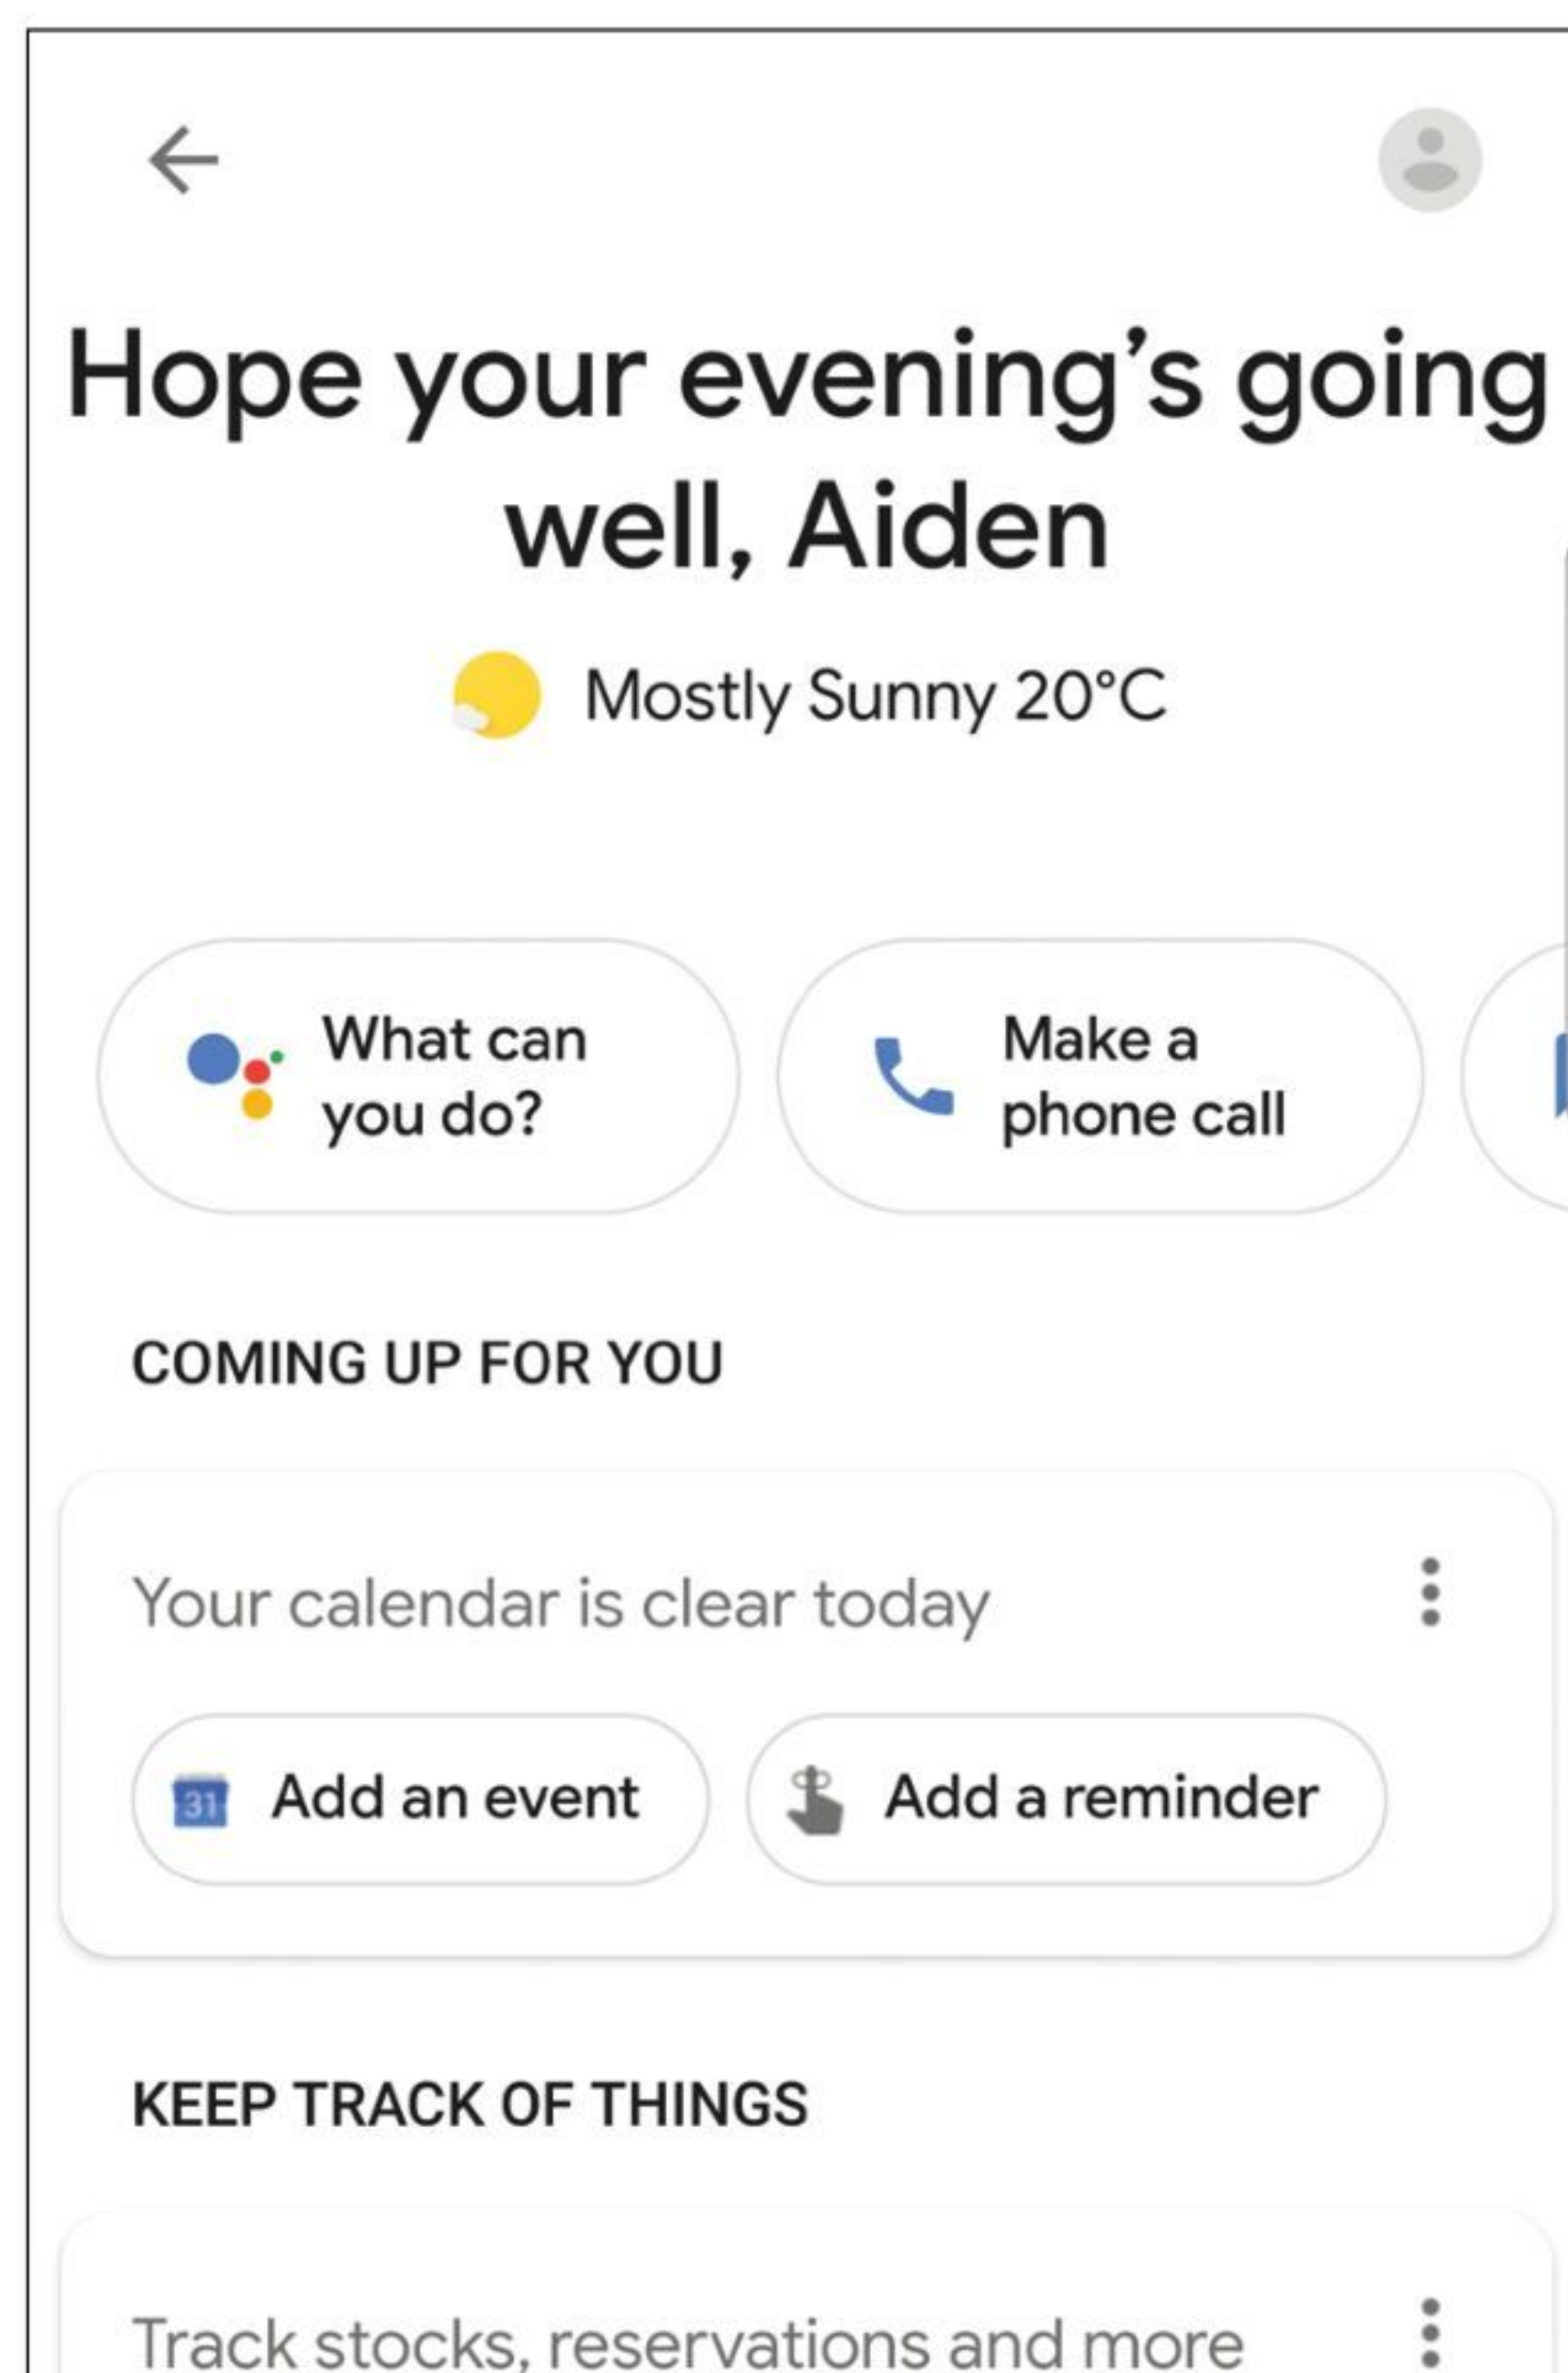 Hope your evening’s going
well, Aiden
Mostly Sunny 20°C
What can
you do?
Make a
phone call
COMING UP FOR YOU
Your calendar is clear today
31
Add an event
Add a reminder
KEEP TRACK OF THINGS
Track stocks, reservations and more